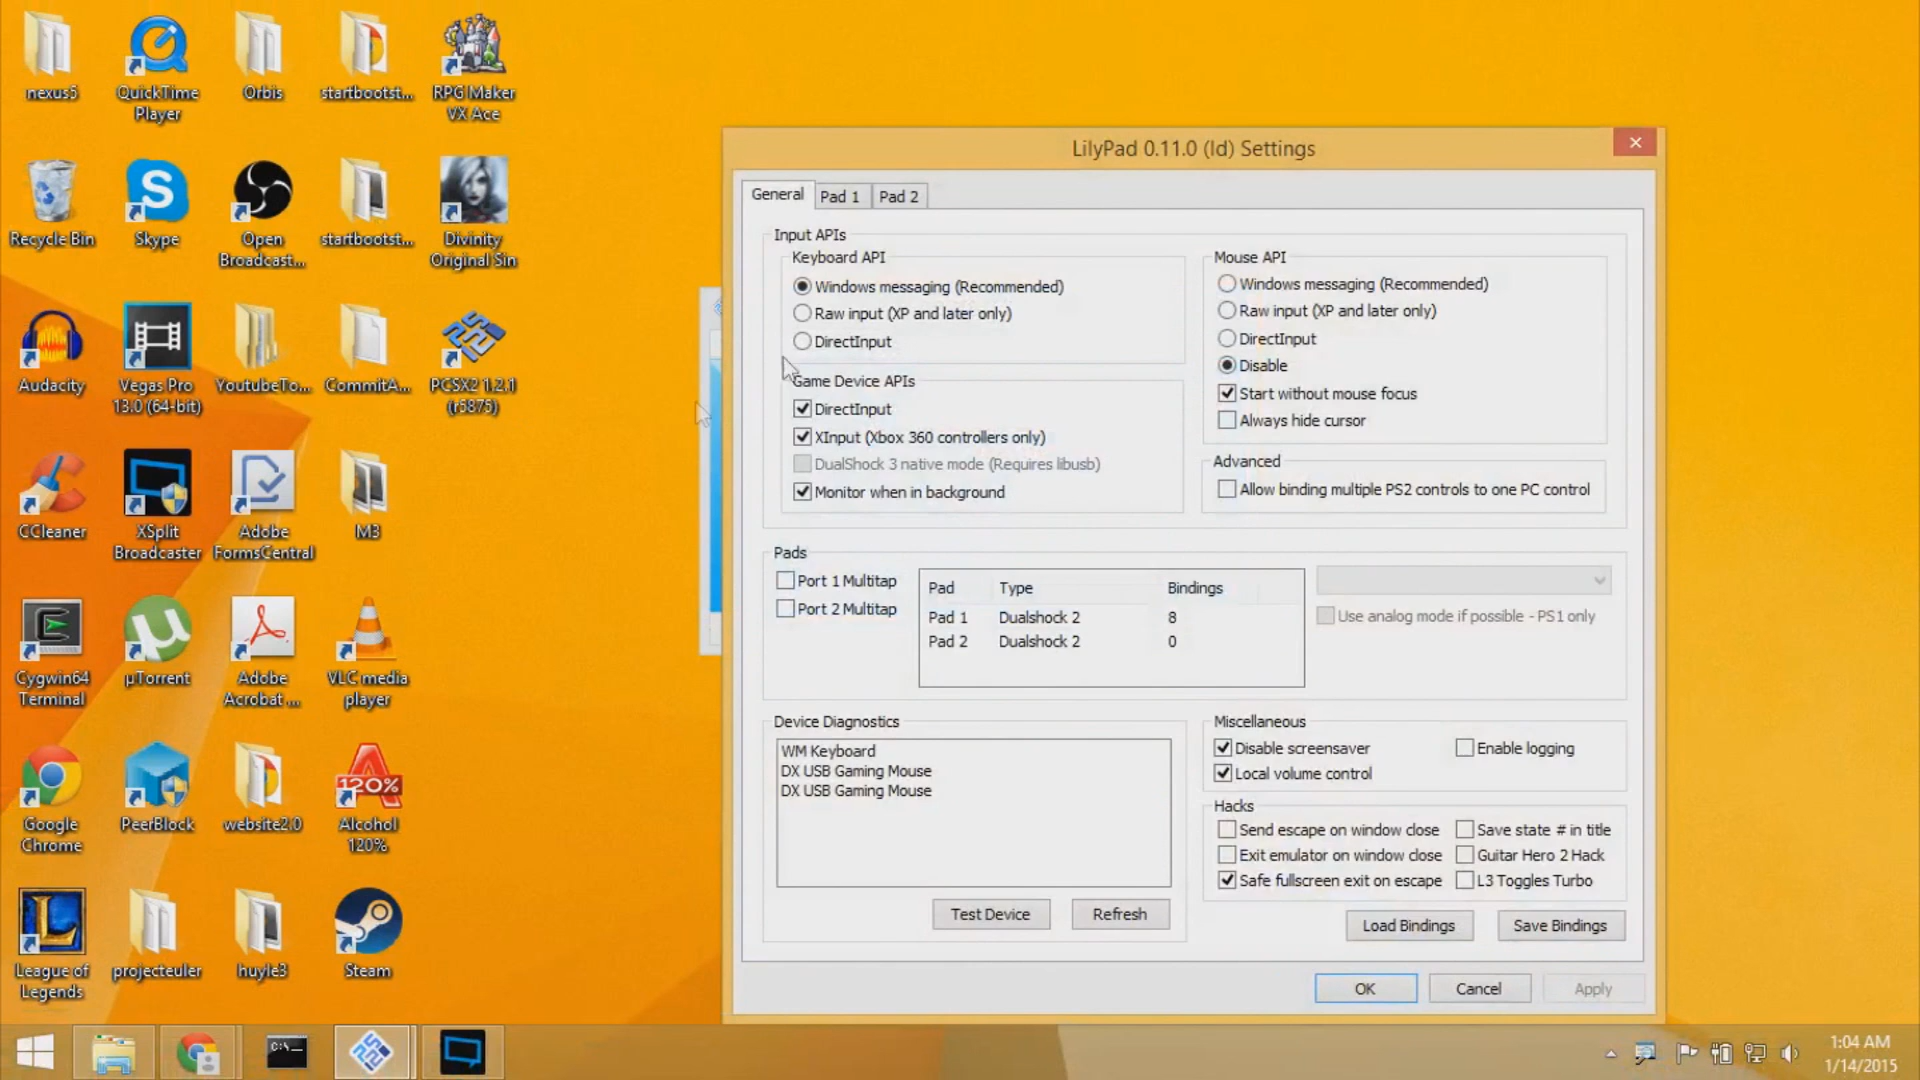 nexus5
QuickTime
Player
Orbis
startbootst...
RPG Maker
VX Ace
Recycle Bin
Skype
Open
Broadcast...
startbootst...
Divinity
Original Sin
Audacity
Vegas Pro
13.0 (64-bit)
YoutubeTo...
CommitA...
PCSX2 1.2.1
(r5875)
CCleaner
XSplit
Broadcaster
Adobe
FormsCentral
M3
Cygwin64
Terminal
µTorrent
Adobe
Acrobat ...
VLC media
player
Google
Chrome
PeerBlock
website2.0
120%
Alcohol
120%
League of
Legends
projecteuler
huyle3
Steam
LilyPad 0.11.0 (ld) Settings
General
Pad 1
Pad 2
Input APIs
Keyboard API
Windows messaging (Recommended)
Raw input (XP and later only)
DirectInput
Game Device APIs
DirectInput
XInput (Xbox 360 controllers only)
DualShock 3 native mode (Requires libusb)
Monitor when in background
Mouse API
Windows messaging (Recommended)
Raw input (XP and later only)
DirectInput
Disable
Start without mouse focus
Always hide cursor
Advanced
Allow binding multiple PS2 controls to one PC control
Pads
Port 1 Multitap
Port 2 Multitap
Pad Type Bindings
Pad 1 Dualshock 2 8
Pad 2 Dualshock 2 0
Use analog mode if possible - PS1 only
Device Diagnostics
WM Keyboard
DX USB Gaming Mouse
DX USB Gaming Mouse
Test Device
Refresh
Miscellaneous
Disable screensaver
Enable logging
Local volume control
Hacks
Send escape on window close
Save state # in title
Exit emulator on window close
Guitar Hero 2 Hack
Safe fullscreen exit on escape
L3 Toggles Turbo
Load Bindings
Save Bindings
OK
Cancel
Apply
C:\
1:04 AM
1/14/2015